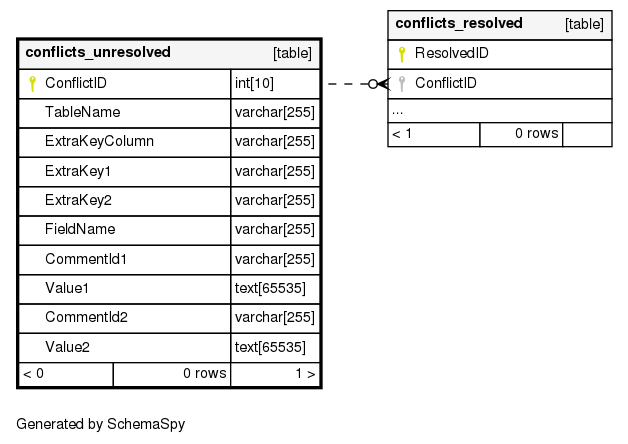 conflicts_unresolved [table]
ConflictID int[10]
TableName varchar[255]
ExtraKeyColumn varchar[255]
ExtraKey1 varchar[255]
ExtraKey2 varchar[255]
FieldName varchar[255]
CommentId1 varchar[255]
Value1 text[65535]
CommentId2 varchar[255]
Value2 text[65535]
< 0 0 rows 1 >
conflicts_resolved [table]
ResolvedID
ConflictID
...
< 1 0 rows
Generated by SchemaSpy